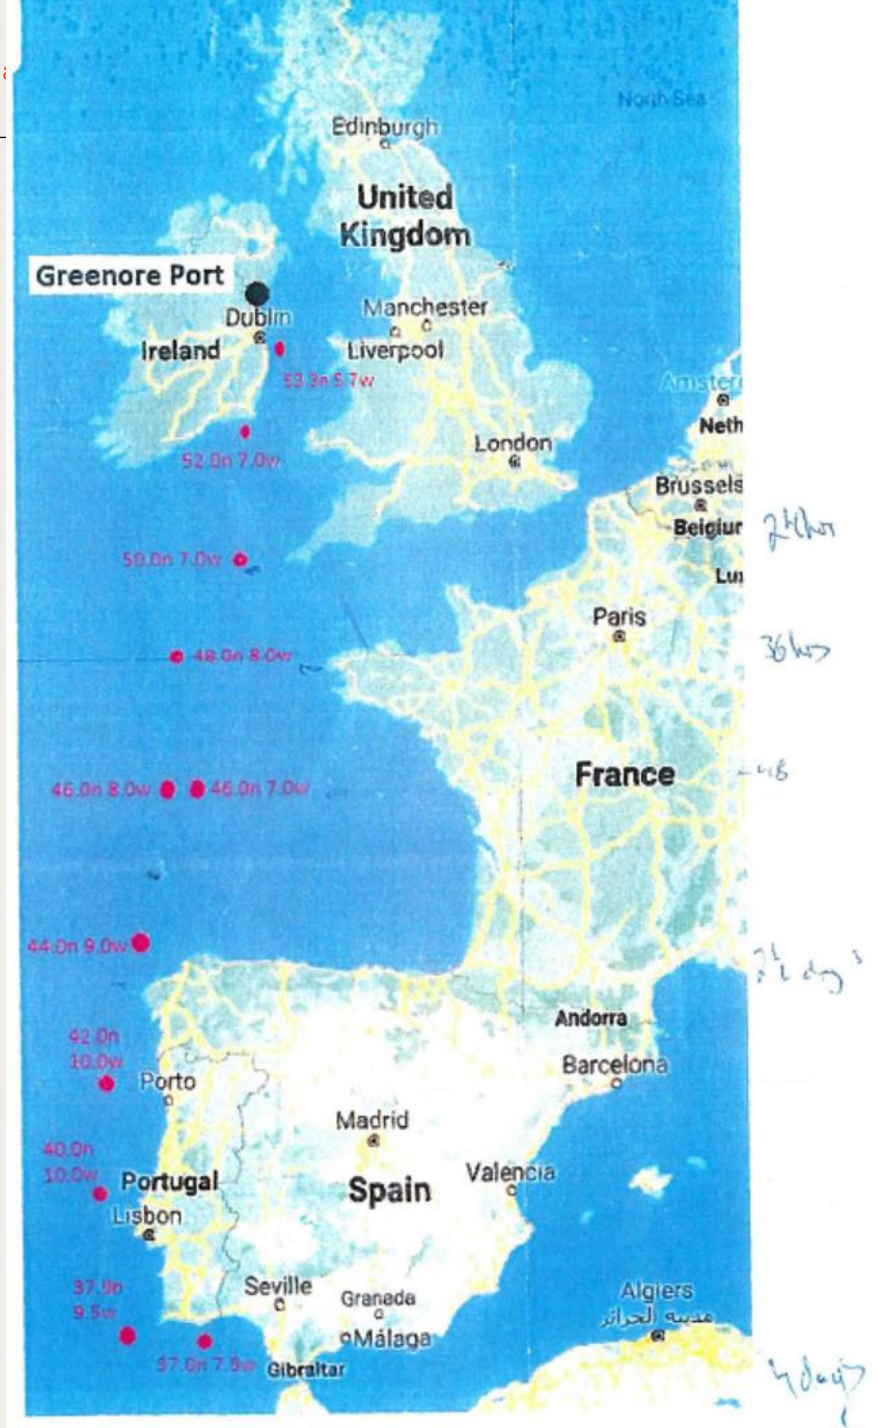 North Sea
Edinburgh
United
Kingdom
Greenore Port
Dublin
Manchester
Ireland
Liverpool
53.3n 5.7w
52.0n 7.0w
London
Neth
Brussels
Belgiur
24hrs
50.0n 7.0w
Paris
48.0n 8.0w
36hrs
France
48
46.0n 8.0w
46.0n 7.0w
44.0n 9.0w
2½ days
Andorra
42.0n
10.0w
Porto
Barcelona
Madrid
40.0n
10.0w
Portugal
Spain
Valencia
Lisbon
Seville
Granada
Algiers
مدينة الجزائر
9.5w
Málaga
37.0n 7.5w
Gibraltar
4 days